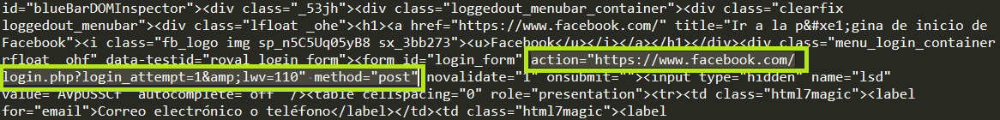 id="blueBarDOMInspector"><div class="_53jh"><div class="loggedout_menubar_container"><div class="clearfix
loggedout_menubar"><div class="lfloat _ohe"><h1><a href="https://www.facebook.com/" title="Ir a la p&#xe1;gina de inicio de
Facebook"><i class="fb_logo img sp_n5C5Uq05yB8 sx_3bb273"><u>Facebook</u></i></a></h1></div><div class="menu_login_container
rfloat _ohf" data-testid="royal_login_form"><form id="login_form" action="https://www.facebook.com/
login.php?login_attempt=1&amp;lwv=110" method="post" novalidate="1" onsubmit=""><input type="hidden" name="lsd"
value="AVpUSSCf" autocomplete="off" /><table cellspacing="0" role="presentation"><tr><td class="html7magic"><label
for="email">Correo electrónico o teléfono</label></td><td class="html7magic"><label